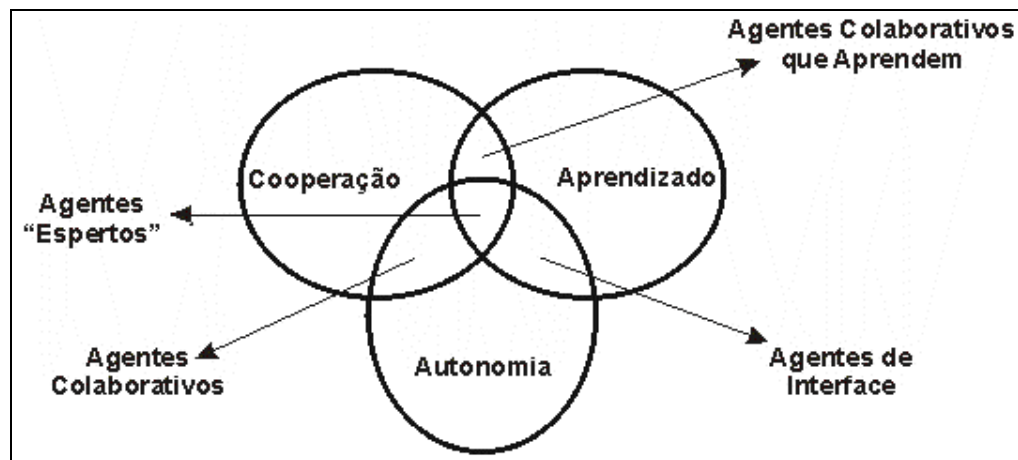 Agentes Colaborativos
que Aprendem
Cooperação
Aprendizado
Agentes
“Espertos”
Agentes
Colaborativos
Autonomia
Agentes de
Interface